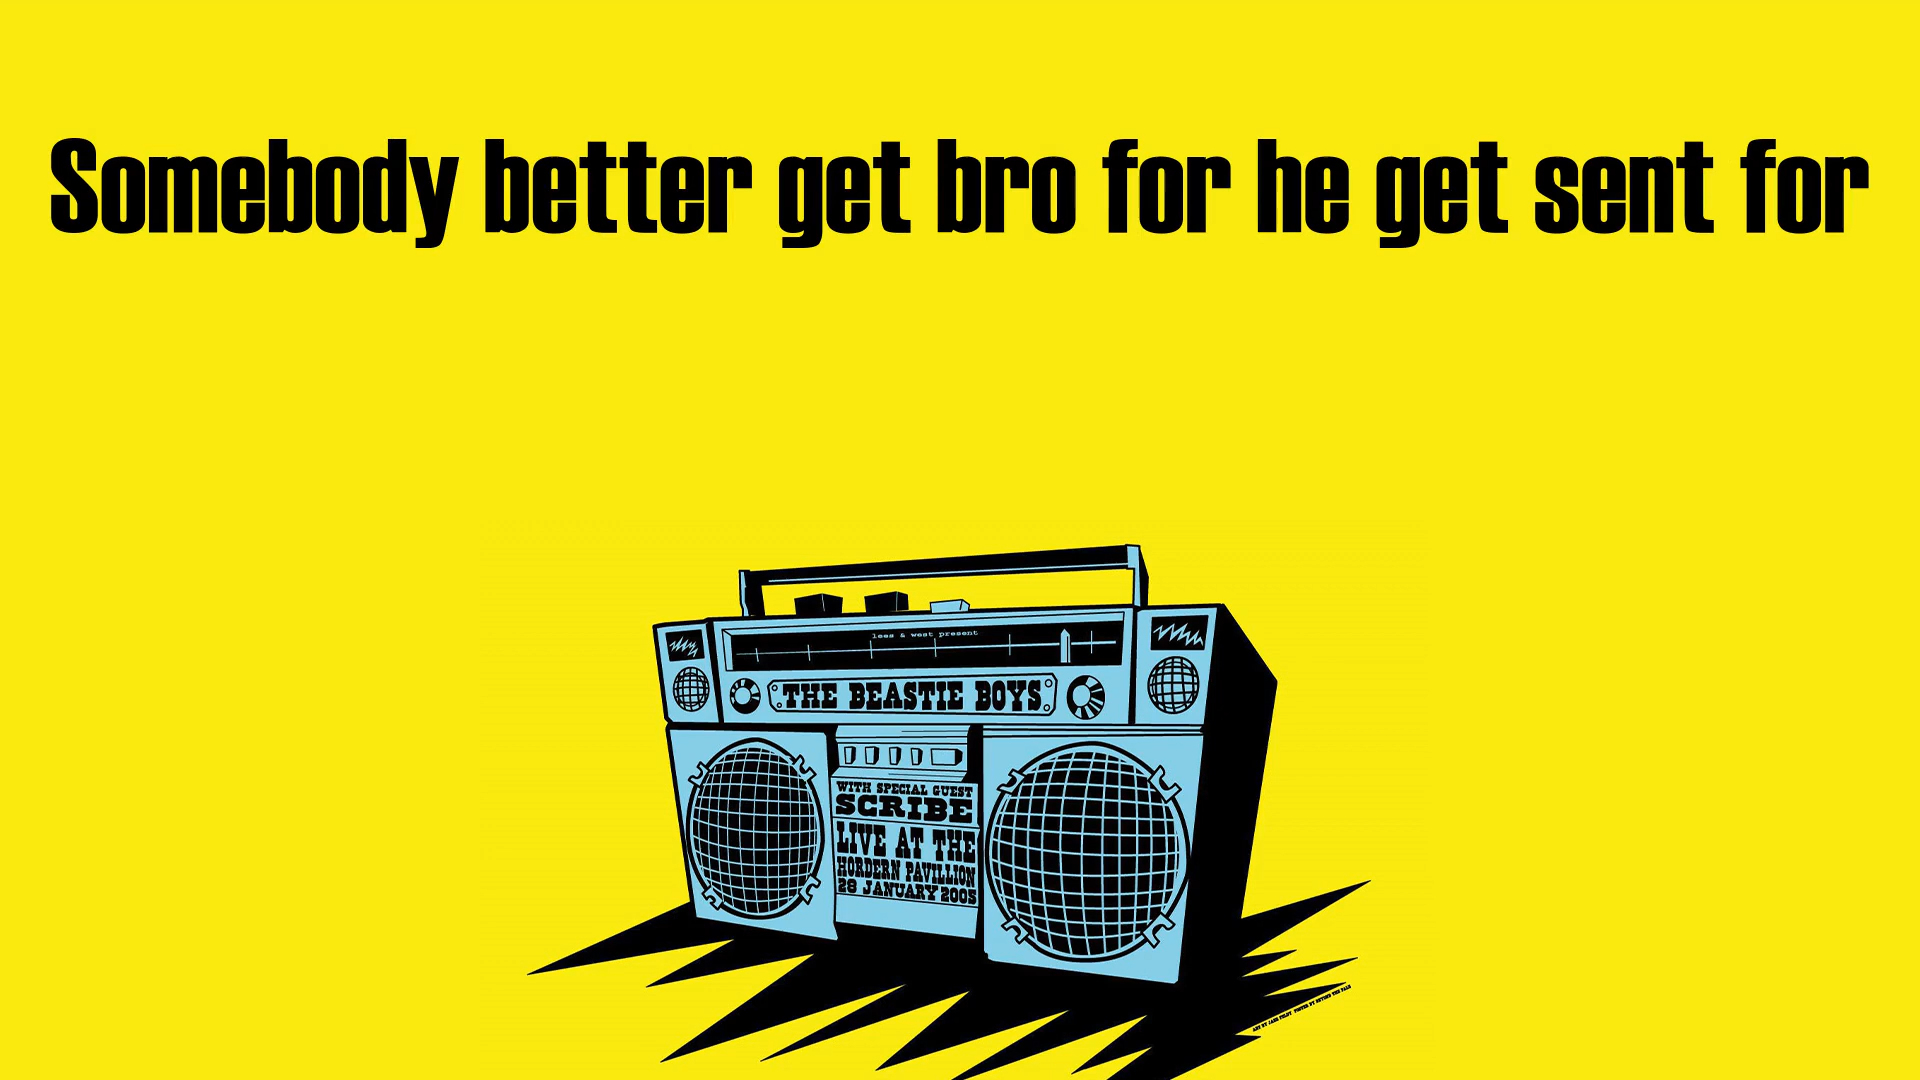 Somebody better get bro for he get sent for
lees & west present
THE BEASTIE BOYS
WITH SPECIAL GUEST
SCRIBE
LIVE AT THE
HORDERN PAVILLION
28 JANUARY 2005